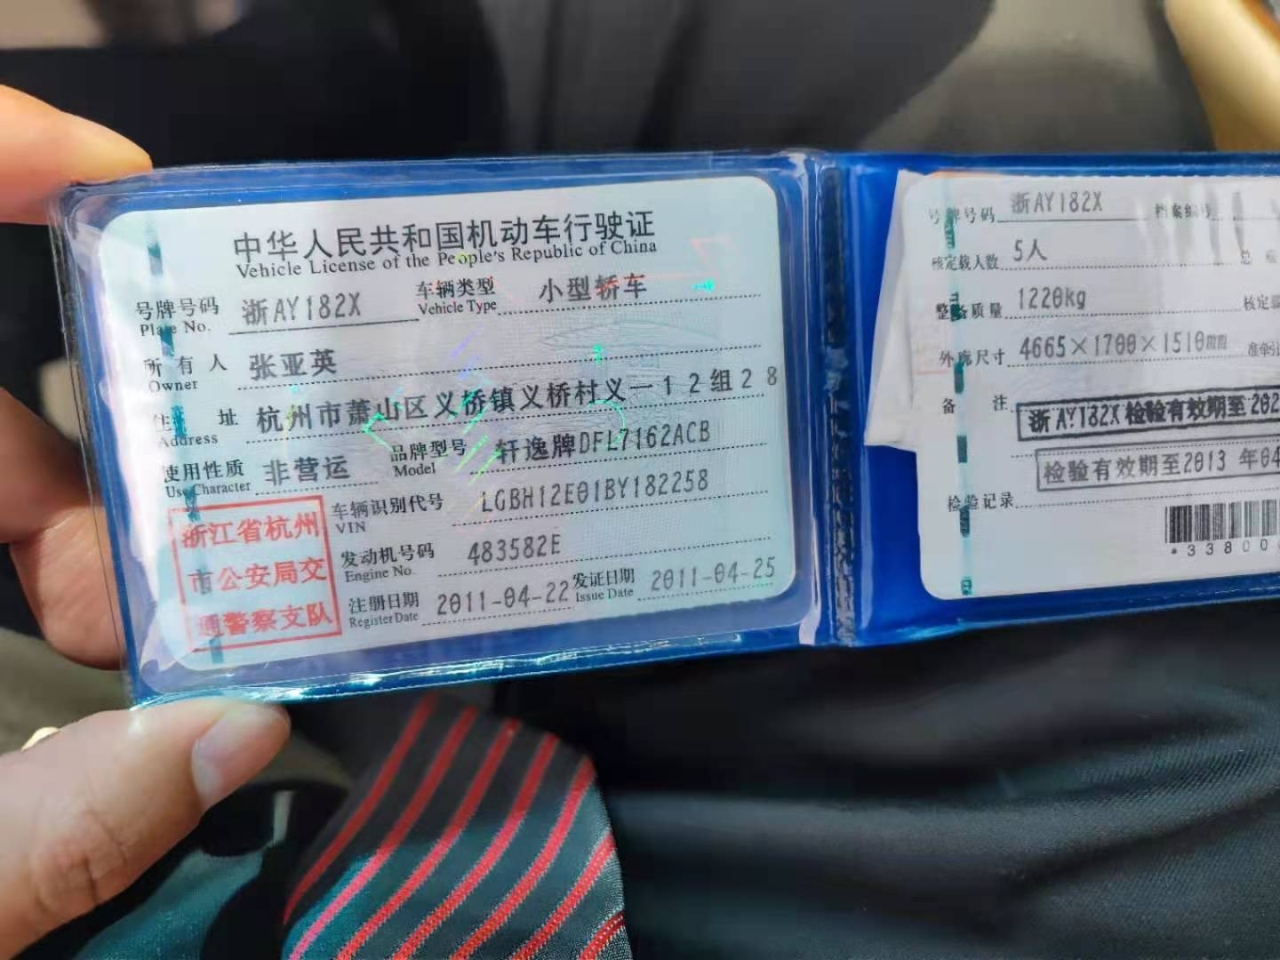 中华人民共和国机动车行驶证
Vehicle License of the People's Republic of China
号牌号码 浙AY182X 车辆类型 小型轿车
Plate No. Vehicle Type
所有人 张亚英
Owner
住址 杭州市萧山区义桥镇义桥村义一12组28
Address
使用性质 非营运 品牌型号 轩逸牌DFL7162ACB
Use Character Model
车辆识别代号 LGBH12E01BY182258
VIN
发动机号码 483582E
Engine No.
注册日期 2011-04-22 发证日期 2011-04-25
Register Date Issue Date
浙江省杭州
市公安局交
通警察支队
号牌号码 浙AY182X 档案编号
核定载人数 5人 总
整备质量 1220kg 核定
外廓尺寸 4665×1700×1510 准牵引
备注 浙AY182X 检验有效期至202
检验有效期至2013 年04
检验记录
*33800